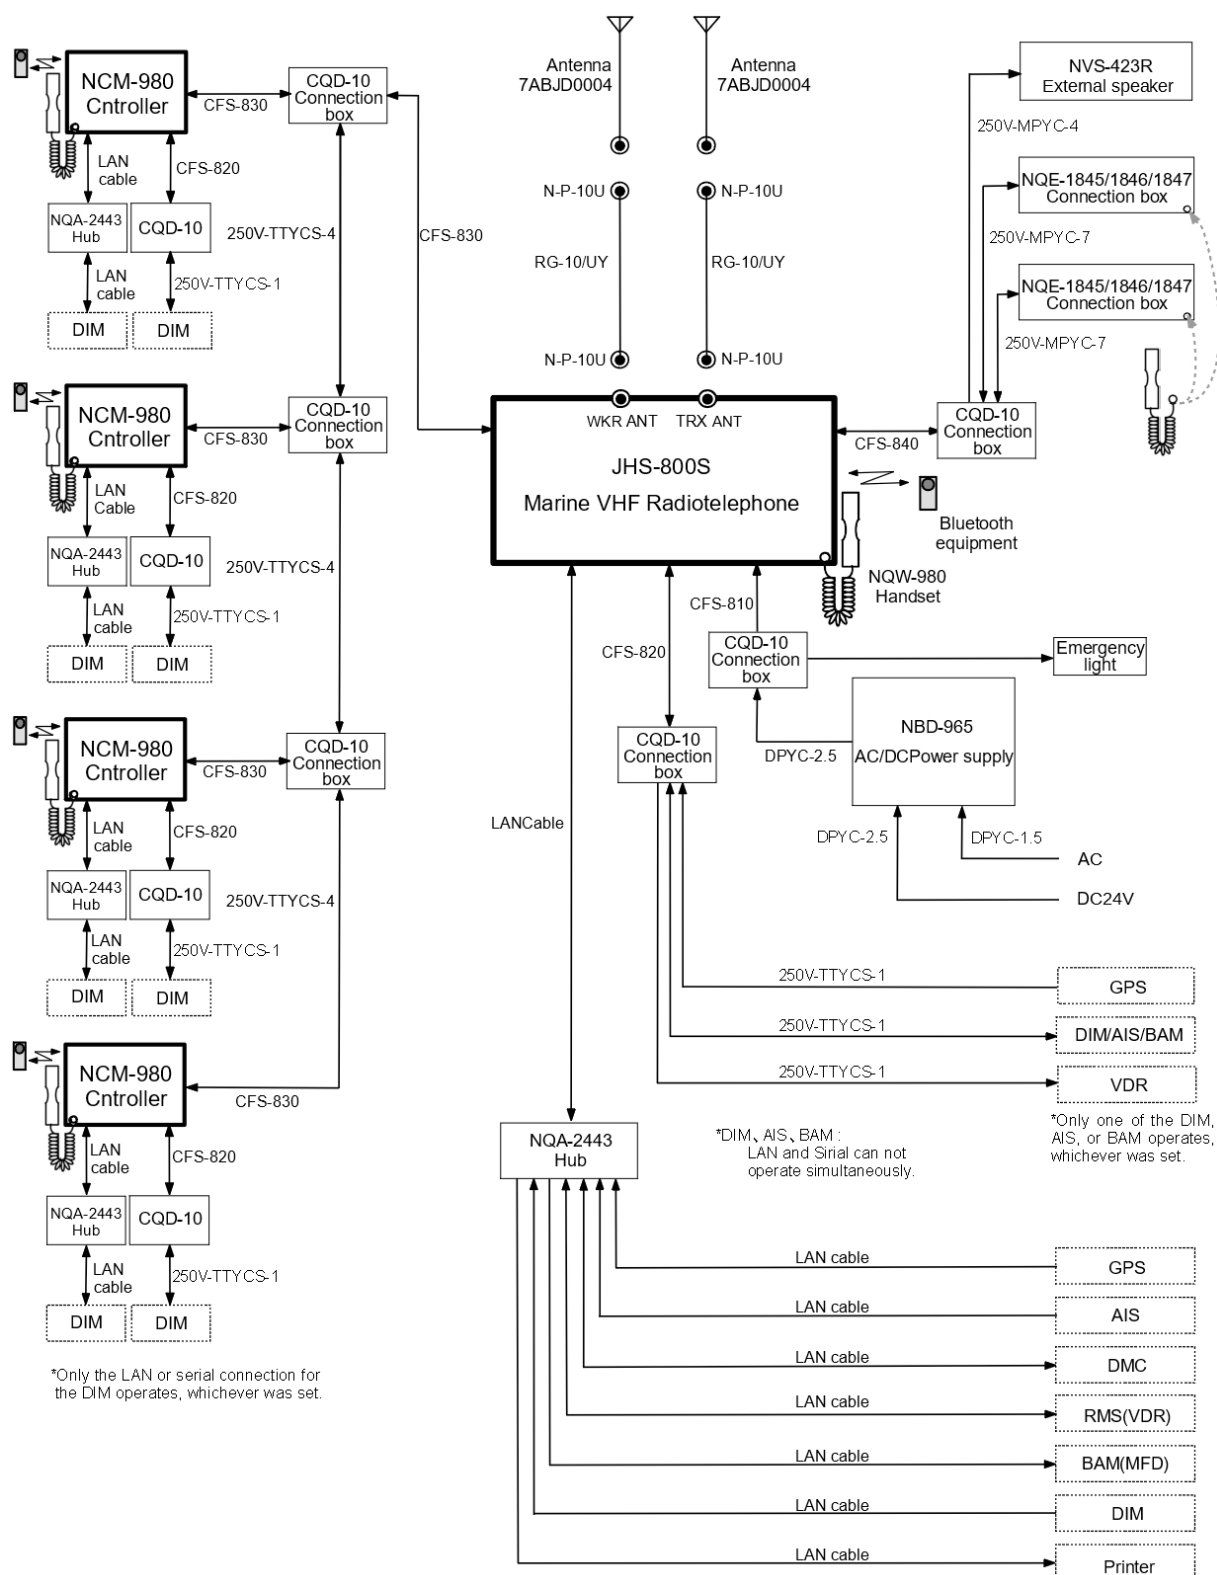 NCM-980
Cntroller
CFS-830
CQD-10
Connection
box
LAN
cable
CFS-820
NQA-2443
Hub
CQD-10
250V-TTYCS-4
LAN
cable
250V-TTYCS-1
DIM
DIM
NCM-980
Cntroller
CFS-830
CQD-10
Connection
box
LAN
Cable
CFS-820
NQA-2443
Hub
CQD-10
250V-TTYCS-4
LAN
cable
250V-TTYCS-1
DIM
DIM
NCM-980
Cntroller
CFS-830
CQD-10
Connection
box
LAN
cable
CFS-820
NQA-2443
Hub
CQD-10
250V-TTYCS-4
LAN
cable
250V-TTYCS-1
DIM
DIM
NCM-980
Cntroller
CFS-830
LAN
cable
CFS-820
NQA-2443
Hub
CQD-10
LAN
cable
250V-TTYCS-1
DIM
DIM
*Only the LAN or serial connection for
the DIM operates, whichever was set.
CFS-830
Antenna
7ABJD0004
Antenna
7ABJD0004
N-P-10U
N-P-10U
RG-10/UY
RG-10/UY
N-P-10U
N-P-10U
WKR ANT
TRX ANT
JHS-800S
Marine VHF Radiotelephone
NVS-423R
External speaker
250V-MPYC-4
NQE-1845/1846/1847
Connection box
250V-MPYC-7
NQE-1845/1846/1847
Connection box
250V-MPYC-7
CQD-10
Connection
box
CFS-840
Bluetooth
equipment
NQW-980
Handset
CFS-810
CQD-10
Connection
box
Emergency
light
CFS-820
CQD-10
Connection
box
DPYC-2.5
NBD-965
AC/DCPower supply
DPYC-2.5
DPYC-1.5
AC
DC24V
LANCable
250V-TTYCS-1
GPS
250V-TTYCS-1
DIM/AIS/BAM
250V-TTYCS-1
VDR
*Only one of the DIM,
AIS, or BAM operates,
whichever was set.
*DIM、AIS、BAM :
LAN and Sirial can not
operate simultaneously.
NQA-2443
Hub
LAN cable
GPS
LAN cable
AIS
LAN cable
DMC
LAN cable
RMS(VDR)
LAN cable
BAM(MFD)
LAN cable
DIM
LAN cable
Printer